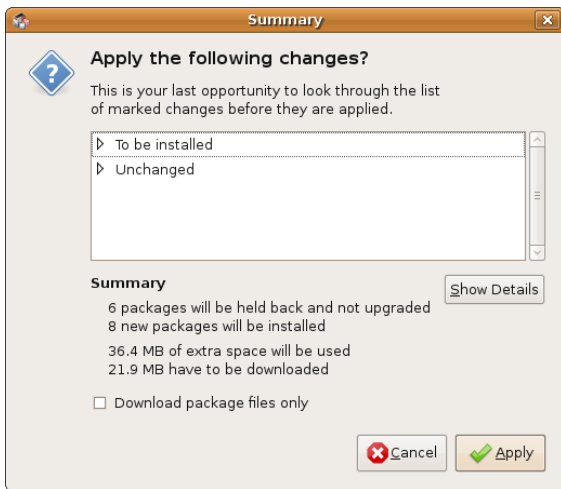 Summary
Apply the following changes?
This is your last opportunity to look through the list
of marked changes before they are applied.
To be installed
Unchanged
Summary
Show Details
6 packages will be held back and not upgraded
8 new packages will be installed
36.4 MB of extra space will be used
21.9 MB have to be downloaded
Download package files only
Cancel
Apply